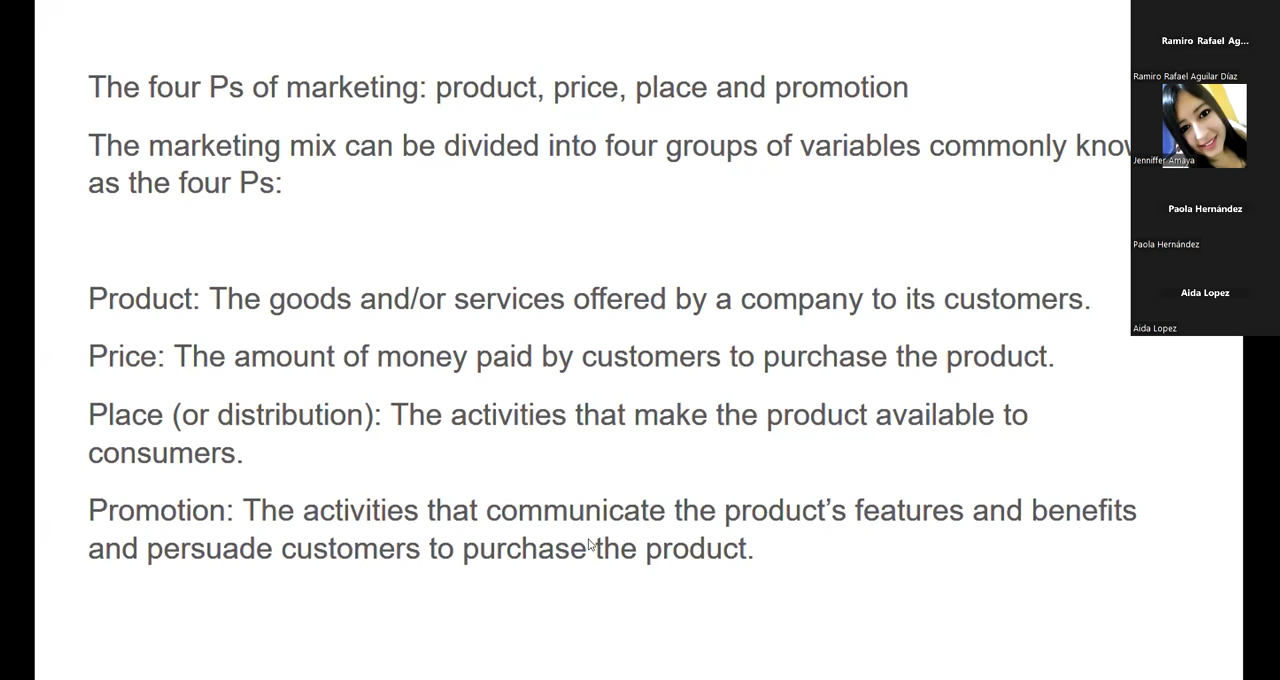 The four Ps of marketing: product, price, place and promotion
The marketing mix can be divided into four groups of variables commonly
as the four Ps:
Product: The goods and/or services offered by a company to its customers.
Price: The amount of money paid by customers to purchase the product.
Place (or distribution): The activities that make the product available to
consumers.
Promotion: The activities that communicate the product’s features and benefits
and persuade customers to purchase the product.
Ramiro Rafael Ag...
Ramiro Rafael Aguilar Díaz
Jenniffer Amaya
Paola Hernández
Paola Hernández
Aida Lopez
Aida Lopez